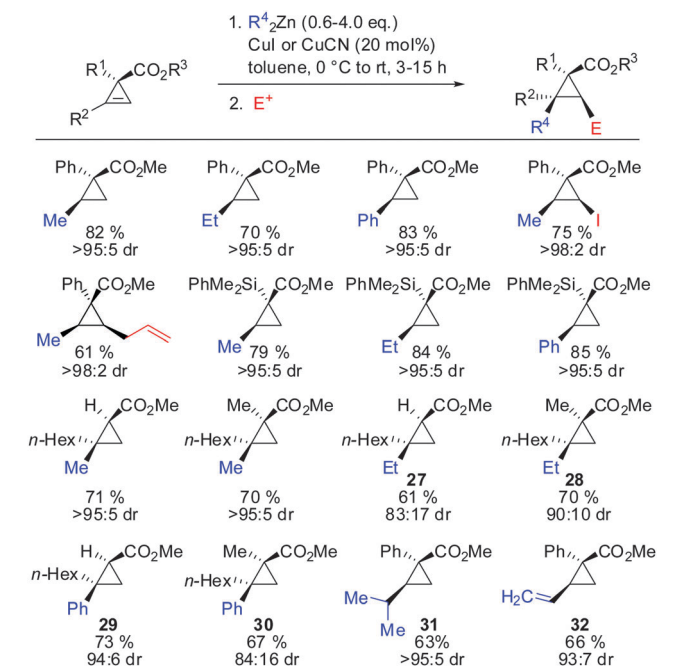 1. R⁴₂Zn (0.6-4.0 eq.)
CuI or CuCN (20 mol%)
toluene, 0 °C to rt, 3-15 h
2. E⁺
R¹ CO₂R³
R²
R¹ CO₂R³
R²
R⁴ E
Ph CO₂Me
Me
82 %
>95:5 dr
Ph CO₂Me
Et
70 %
>95:5 dr
Ph CO₂Me
Ph
83 %
>95:5 dr
Ph CO₂Me
Me I
75 %
>98:2 dr
Ph CO₂Me
Me
61 %
>98:2 dr
PhMe₂Si CO₂Me
Me
79 %
>95:5 dr
PhMe₂Si CO₂Me
Et
84 %
>95:5 dr
PhMe₂Si CO₂Me
Ph
85 %
>95:5 dr
H CO₂Me
n-Hex
Me
71 %
>95:5 dr
Me CO₂Me
n-Hex
Me
70 %
>95:5 dr
H CO₂Me
n-Hex
Et
27
61 %
83:17 dr
Me CO₂Me
n-Hex
Et
28
70 %
90:10 dr
H CO₂Me
n-Hex
Ph
29
73 %
94:6 dr
Me CO₂Me
n-Hex
Ph
30
67 %
84:16 dr
Ph CO₂Me
Me
Me
31
63%
>95:5 dr
Ph CO₂Me
H₂C
32
66 %
93:7 dr